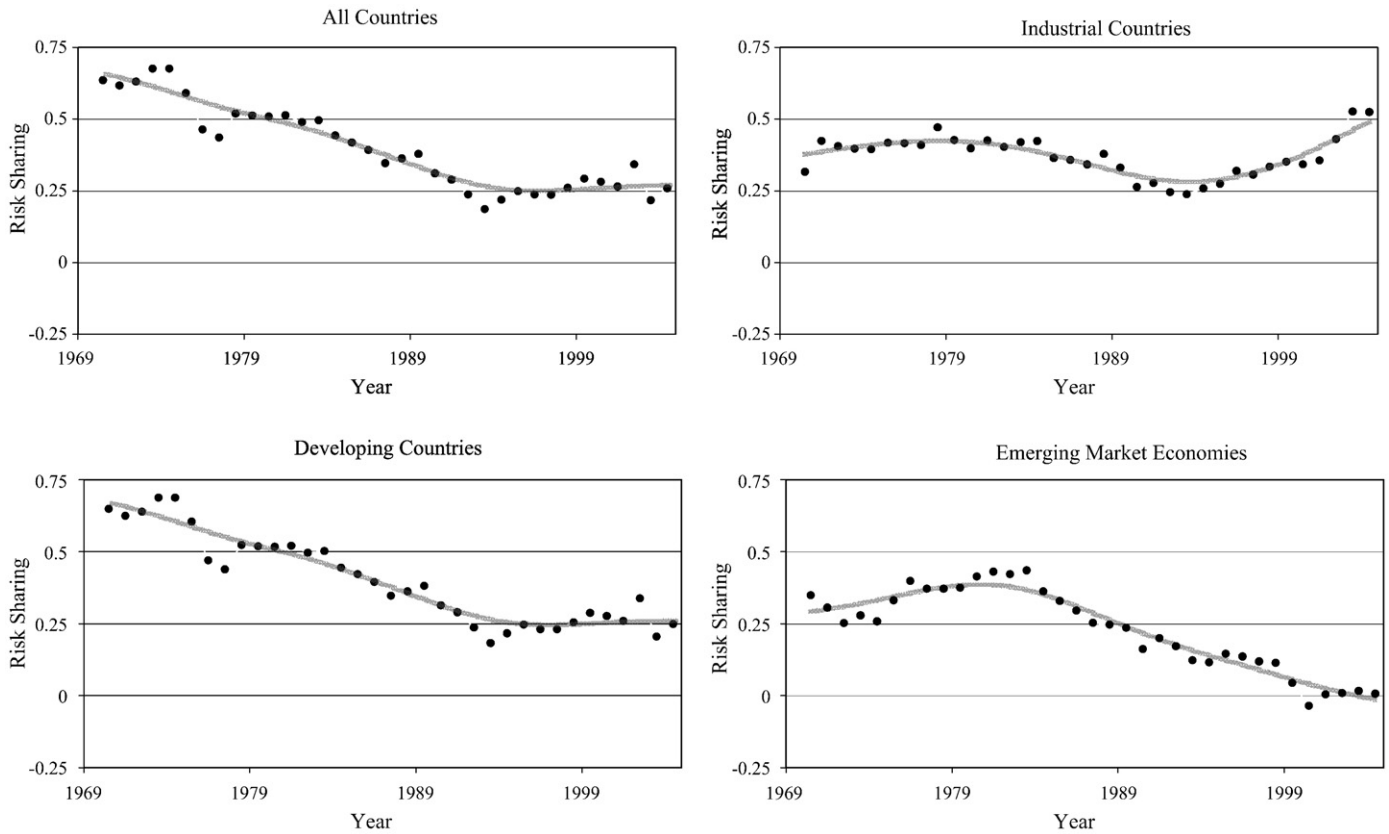 All Countries
0.75
0.5
0.25
0
-0.25
Risk Sharing
1969 1979 1989 1999
Year
Industrial Countries
0.75
0.5
0.25
0
-0.25
Risk Sharing
1969 1979 1989 1999
Year
Developing Countries
0.75
0.5
0.25
0
-0.25
Risk Sharing
1969 1979 1989 1999
Year
Emerging Market Economies
0.75
0.5
0.25
0
-0.25
Risk Sharing
1969 1979 1989 1999
Year